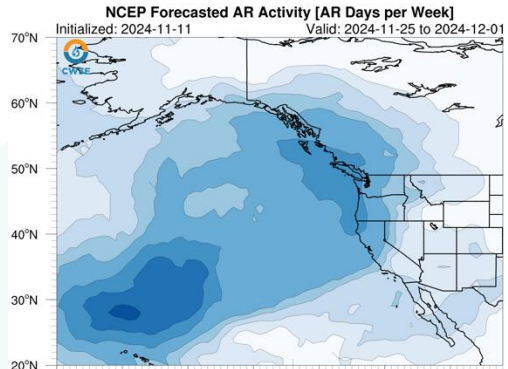 NCEP Forecasted AR Activity [AR Days per Week]
Initialized: 2024-11-11 Valid: 2024-11-25 to 2024-12-01
70°N
CW3E
60°N
50°N
40°N
30°N
20°N